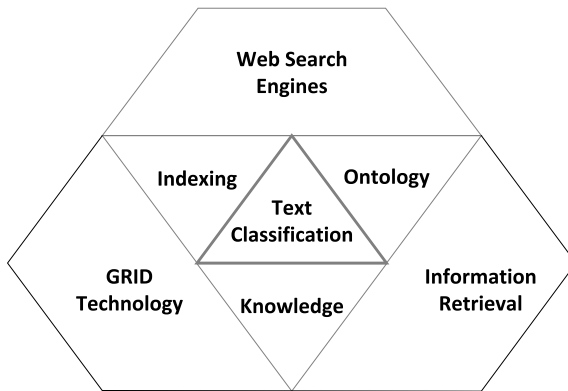 Web Search
Engines
Indexing
Ontology
Text
Classification
GRID
Technology
Knowledge
Information
Retrieval